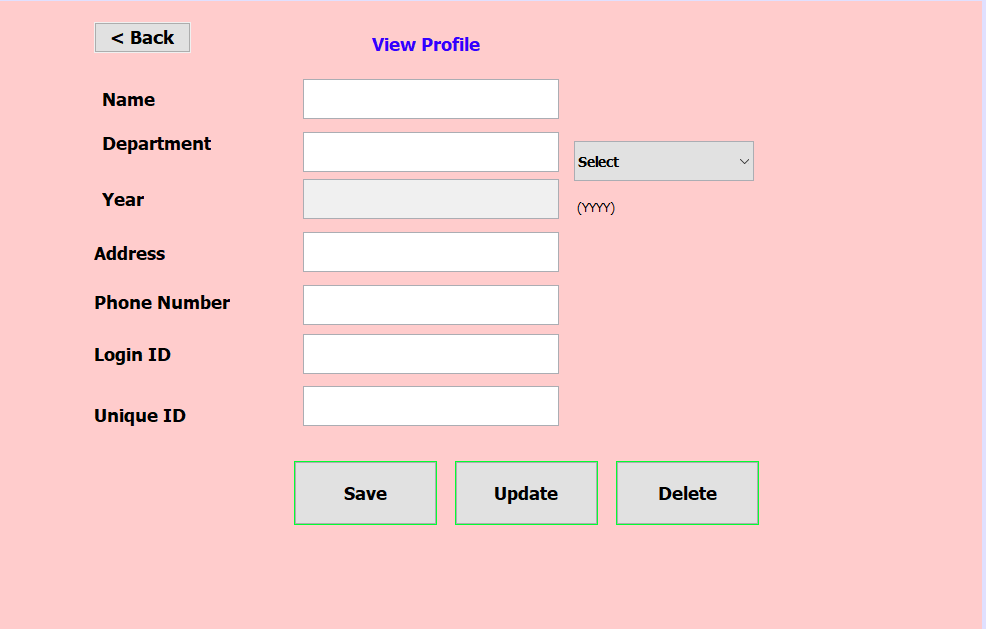 < Back
View Profile
Name
Department
Select
Year
(YYYY)
Address
Phone Number
Login ID
Unique ID
Save
Update
Delete